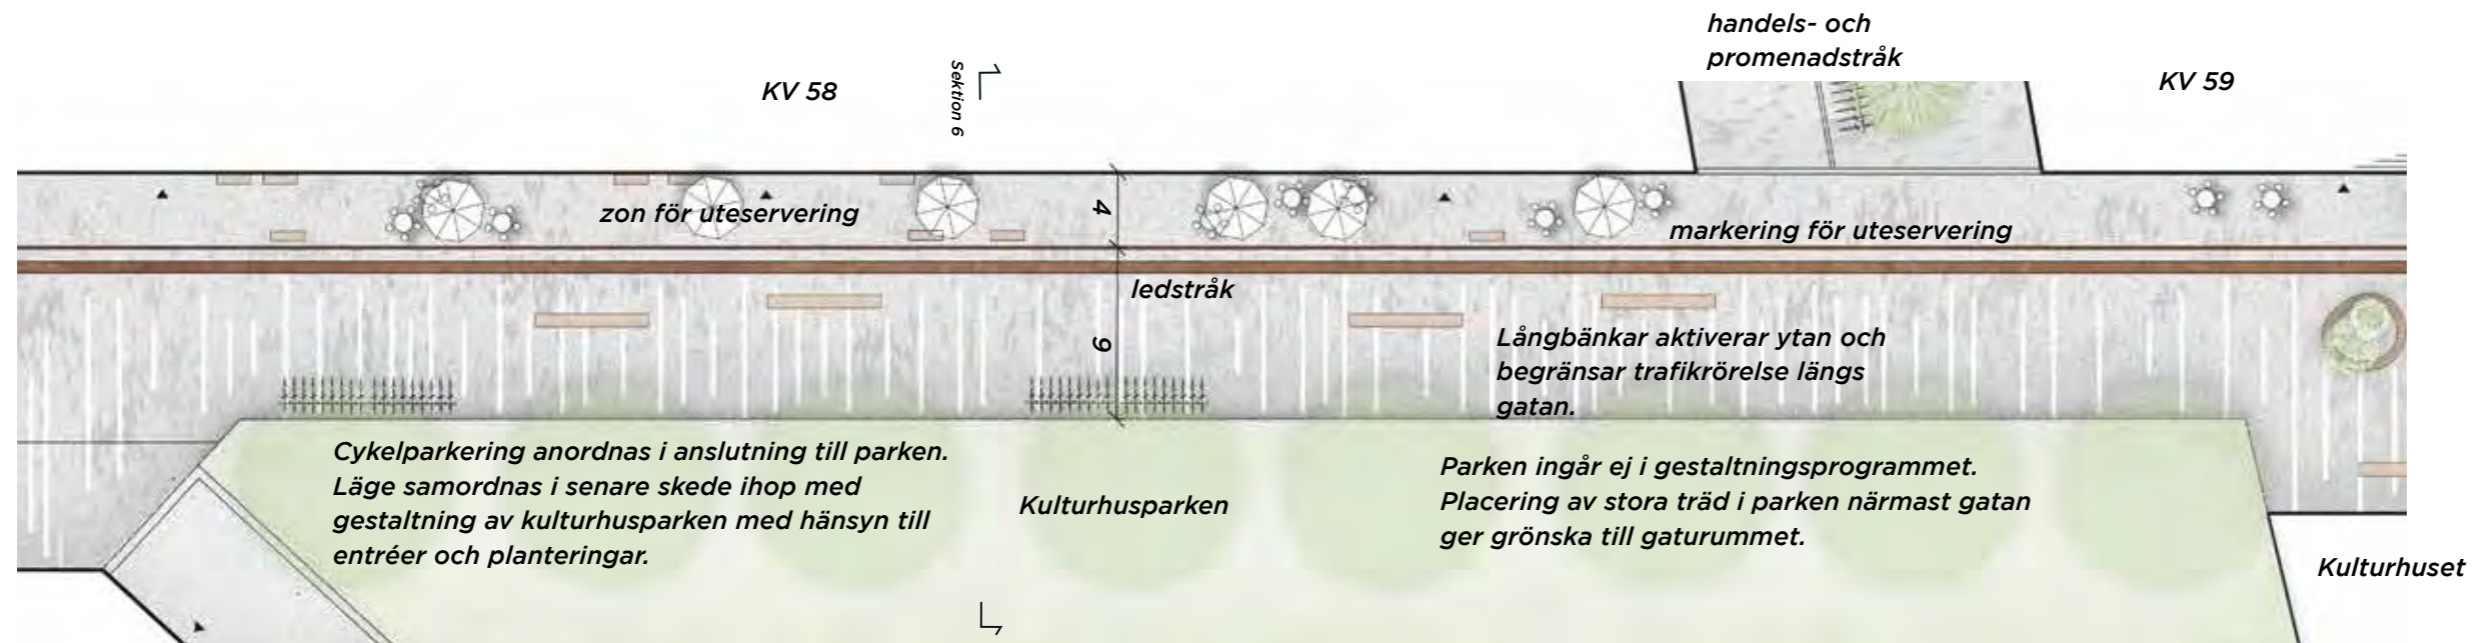 handels- och
promenadstråk
KV 58
Sektion 6
KV 59
zon för uteservering
4
markering för uteservering
ledstråk
9
Långbänkar aktiverar ytan och
begränsar trafikrörelse längs
gatan.
Cykelparkering anordnas i anslutning till parken.
Läge samordnas i senare skede ihop med
gestaltning av kulturhusparken med hänsyn till
entréer och planteringar.
Kulturhusparken
Parken ingår ej i gestaltningsprogrammet.
Placering av stora träd i parken närmast gatan
ger grönska till gaturummet.
Kulturhuset